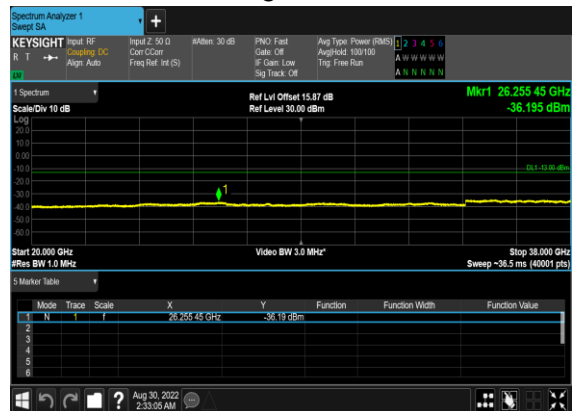 Spectrum Analyzer 1
Swept SA
+
KEYSIGHT Input: RF Input Z: 50 Ω #Atten: 30 dB PNO: Fast Avg Type: Power (RMS) 1 2 3 4 5 6
R T Coupling: DC Corr CCorr Gate: Off Avg|Hold: 100/100 A W W W W W
Align: Auto Freq Ref: Int (S) IF Gain: Low Trig: Free Run
Sig Track: Off A N N N N N
1 Spectrum Ref Lvl Offset 15.87 dB Mkr1 26.255 45 GHz
Scale/Div 10 dB Ref Level 30.00 dBm -36.195 dBm
Log
20.0
10.0
0.00
-10.0 DL1 -13.00 dBm
-20.0
-30.0 1
-40.0
-50.0
-60.0
Start 20.000 GHz Video BW 3.0 MHz* Stop 38.000 GHz
#Res BW 1.0 MHz Sweep ~36.5 ms (40001 pts)
5 Marker Table
Mode Trace Scale X Y Function Function Width Function Value
1 N 1 f 26.255 45 GHz -36.19 dBm
2
3
4
5
6
? Aug 30, 2022
2:33:05 AM